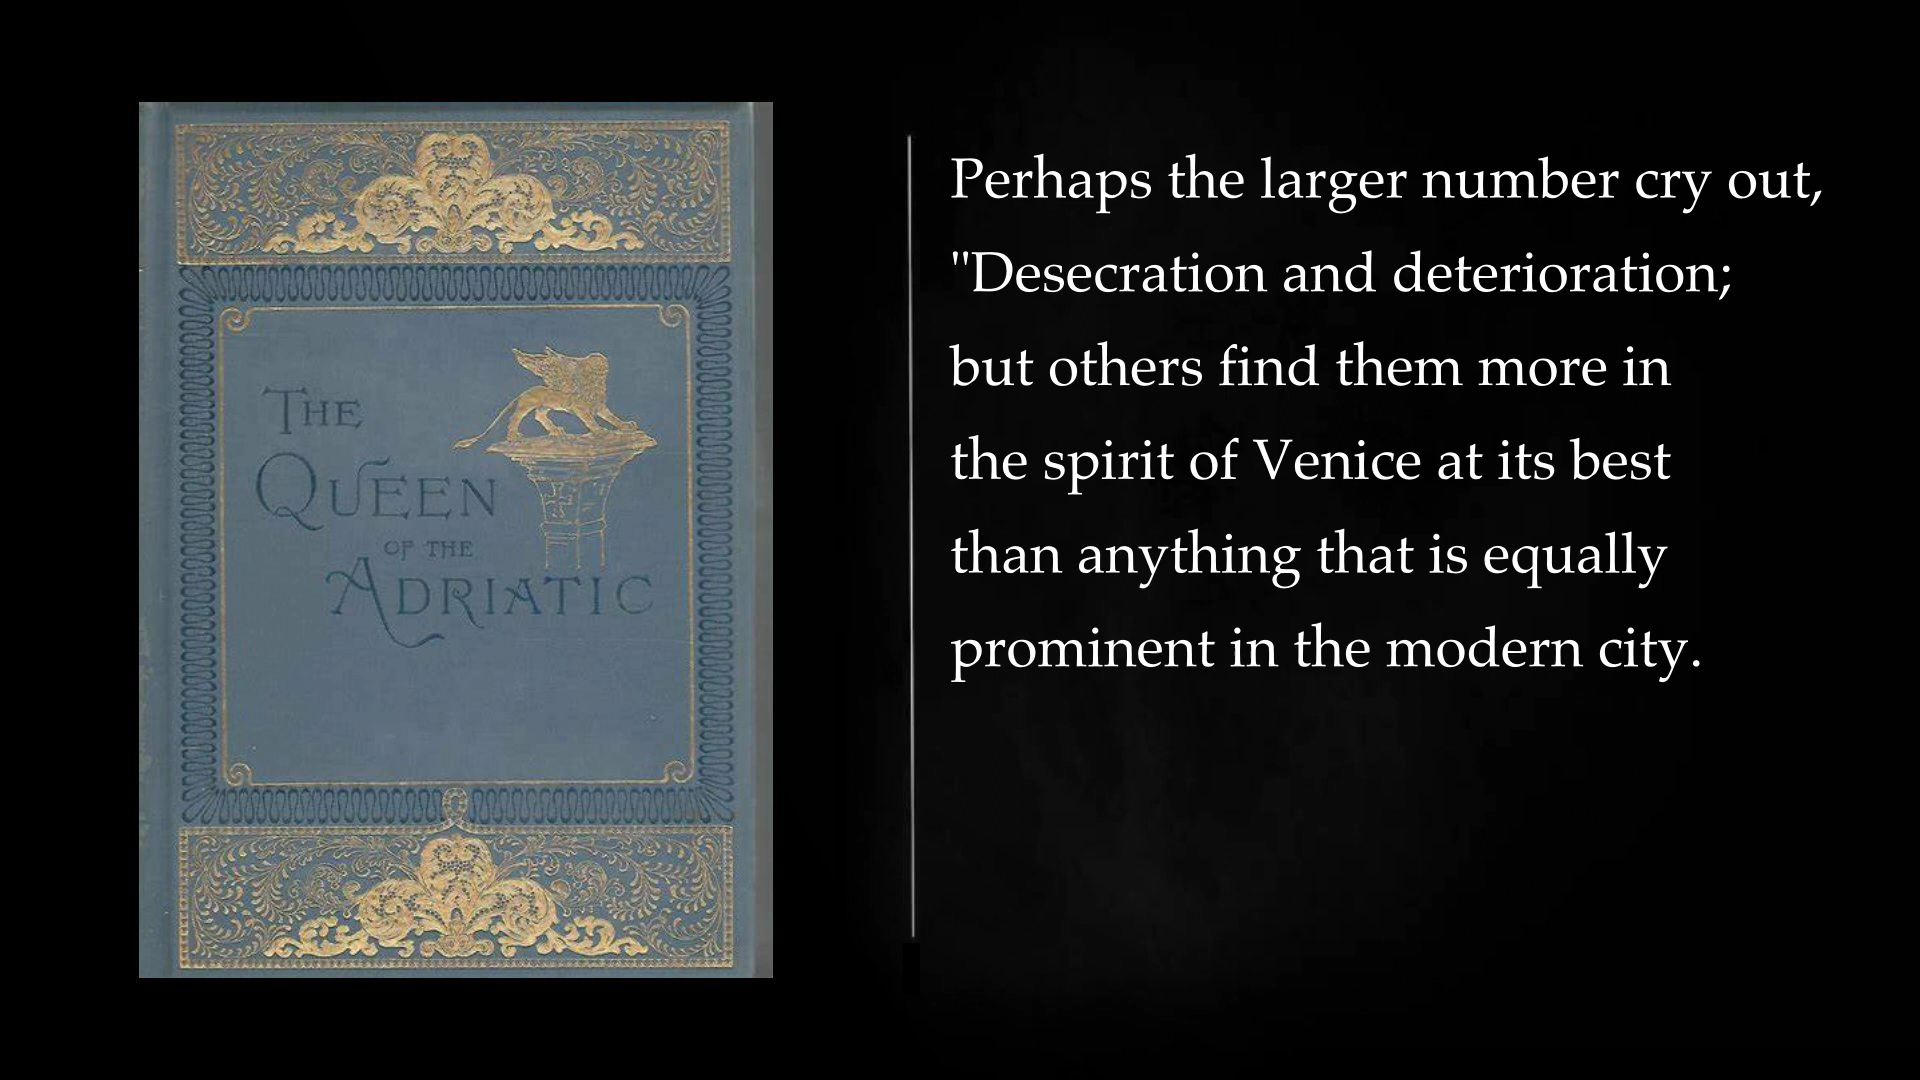 THE
QUEEN
OF THE
ADRIATIC
Perhaps the larger number cry out,
"Desecration and deterioration;
but others find them more in
the spirit of Venice at its best
than anything that is equally
prominent in the modern city.